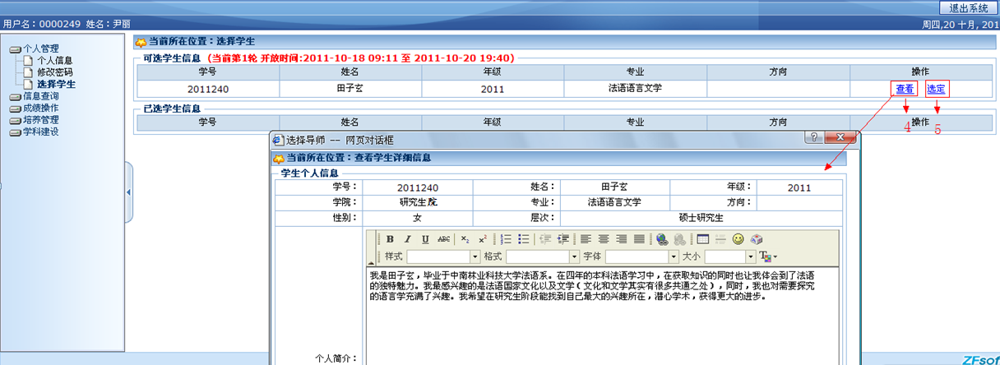 退出系统
用户名：0000249 姓名：尹丽
周四,20 十月, 201
个人管理
个人信息
修改密码
选择学生
信息查询
成绩操作
培养管理
学科建设
当前所在位置：选择学生
可选学生信息 (当前第1轮 开放时间:2011-10-18 09:11 至 2011-10-20 19:40)
学号 姓名 年级 专业 方向 操作
2011240 田子玄 2011 法语语言文学 查看 选定
已选学生信息
学号 姓名 年级 专业 方向 操作
4 5
选择导师 -- 网页对话框
当前所在位置：查看学生详细信息
学生个人信息
学号： 2011240 姓名： 田子玄 年级： 2011
学院： 研究生院 专业： 法语语言文学 方向：
性别： 女 层次： 硕士研究生
B I U ABC X₂ X²
样式 格式 字体 大小
我是田子玄，毕业于中南林业科技大学法语系。在四年的本科法语学习中，在获取知识的同时也让我体会到了法语
的独特魅力。我最感兴趣的是法语国家文化以及文学（文化和文学其实有很多共通之处），同时，我也对需要探究
的语言学充满了兴趣。我希望在研究生阶段能找到自己最大的兴趣所在，潜心学术，获得更大的进步。
个人简介：
ZFsof